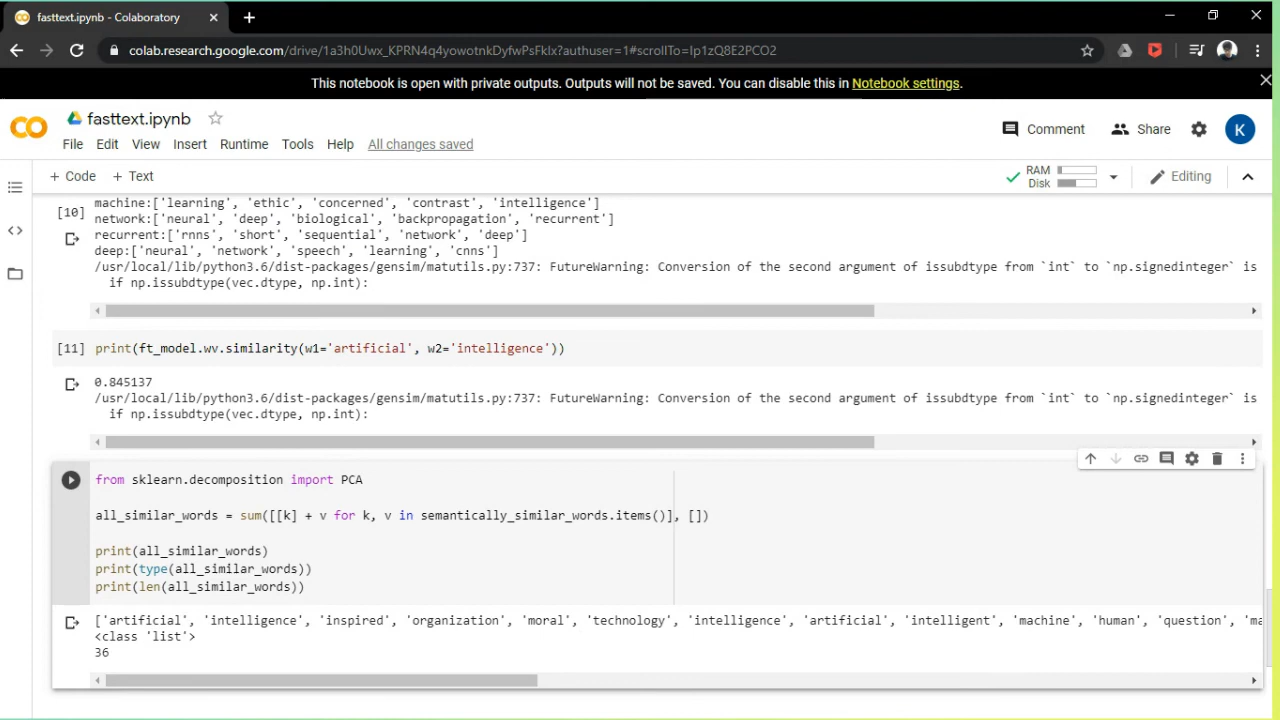 fasttext.ipynb - Colaboratory
colab.research.google.com/drive/1a3h0Uwx_KPRN4q4yowotnkDyfwPsFkIx?authuser=1#scrollTo=Ip1zQ8E2PCO2
This notebook is open with private outputs. Outputs will not be saved. You can disable this in Notebook settings.
fasttext.ipynb
Comment Share K
File Edit View Insert Runtime Tools Help All changes saved
+ Code + Text
RAM
Disk
Editing
machine:['learning', 'ethic', 'concerned', 'contrast', 'intelligence']
[10] network:['neural', 'deep', 'biological', 'backpropagation', 'recurrent']
recurrent:['rnns', 'short', 'sequential', 'network', 'deep']
deep:['neural', 'network', 'speech', 'learning', 'cnns']
/usr/local/lib/python3.6/dist-packages/gensim/matutils.py:737: FutureWarning: Conversion of the second argument of issubdtype from `int` to `np.signedinteger` is
if np.issubdtype(vec.dtype, np.int):
[11] print(ft_model.wv.similarity(w1='artificial', w2='intelligence'))
0.845137
/usr/local/lib/python3.6/dist-packages/gensim/matutils.py:737: FutureWarning: Conversion of the second argument of issubdtype from `int` to `np.signedinteger` is
if np.issubdtype(vec.dtype, np.int):
from sklearn.decomposition import PCA
all_similar_words = sum([[k] + v for k, v in semantically_similar_words.items()], [])
print(all_similar_words)
print(type(all_similar_words))
print(len(all_similar_words))
['artificial', 'intelligence', 'inspired', 'organization', 'moral', 'technology', 'intelligence', 'artificial', 'intelligent', 'machine', 'human', 'question', 'ma
<class 'list'>
36